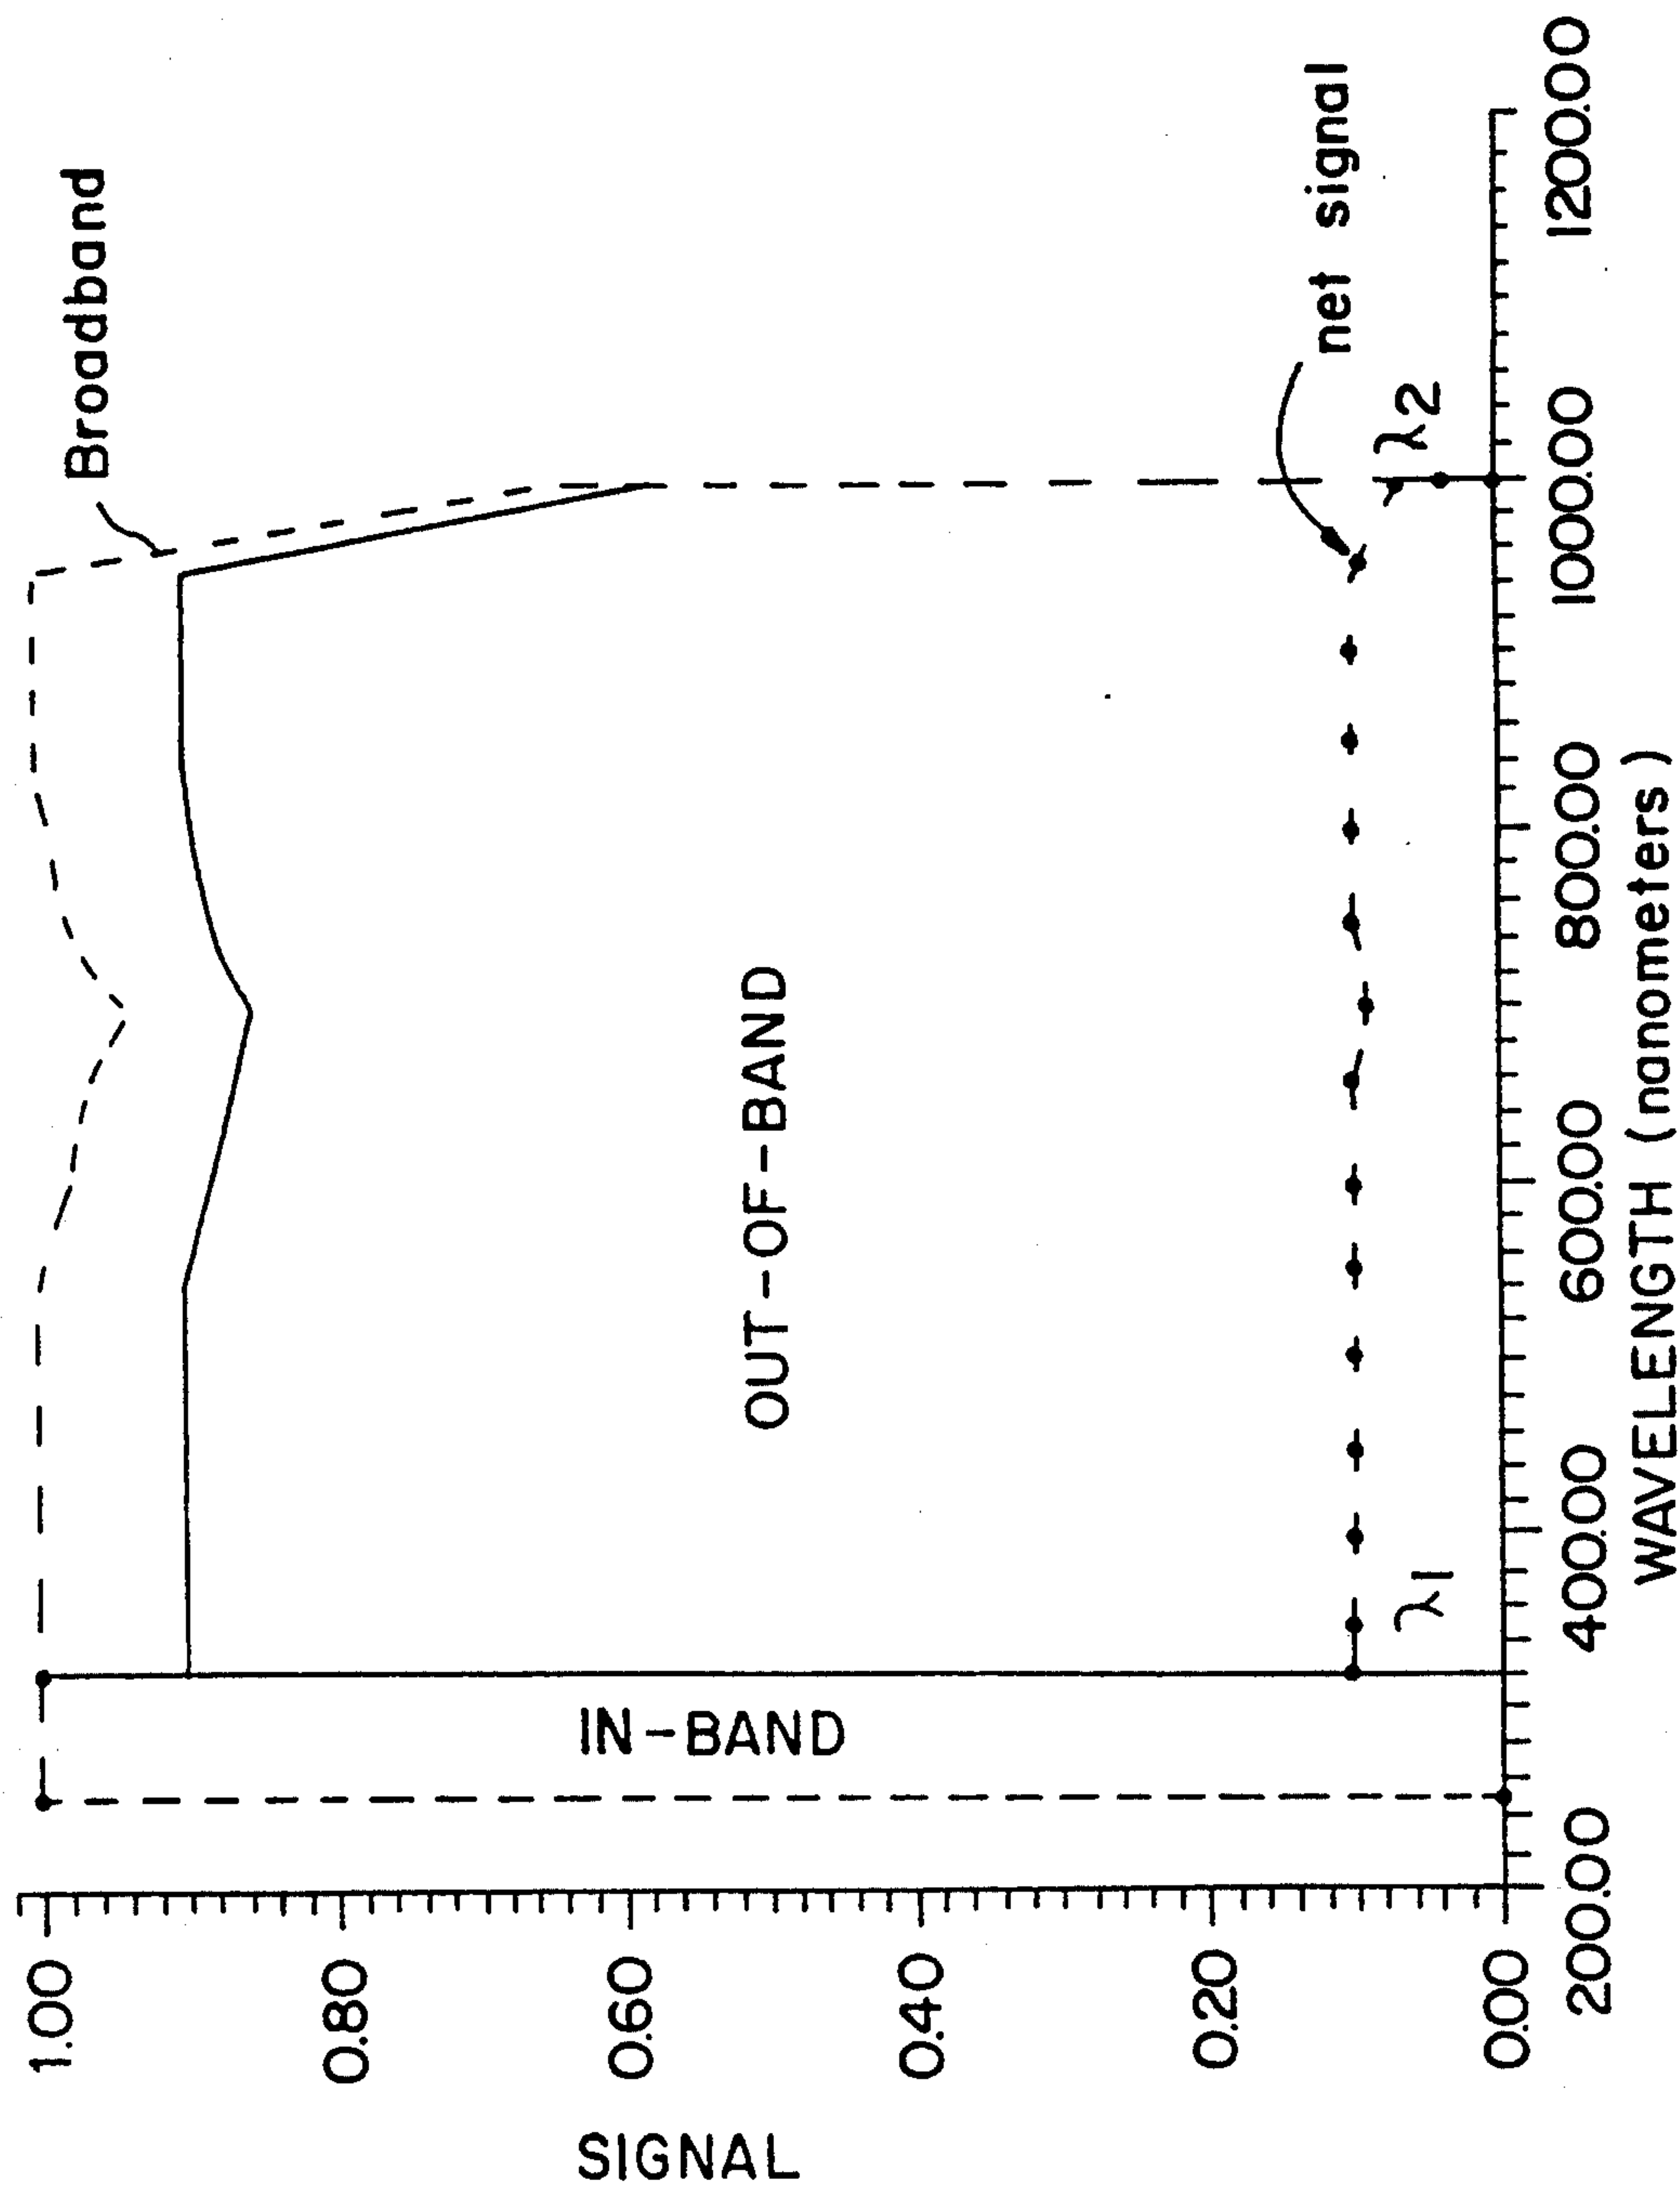 Broadband
SIGNAL
1.00
0.80
0.60
0.40
0.20
0.00
IN-BAND
OUT-OF-BAND
net signal
λ1
λ2
200.00 400.00 600.00 800.00 1000.00 1200.00
WAVELENGTH (nanometers)